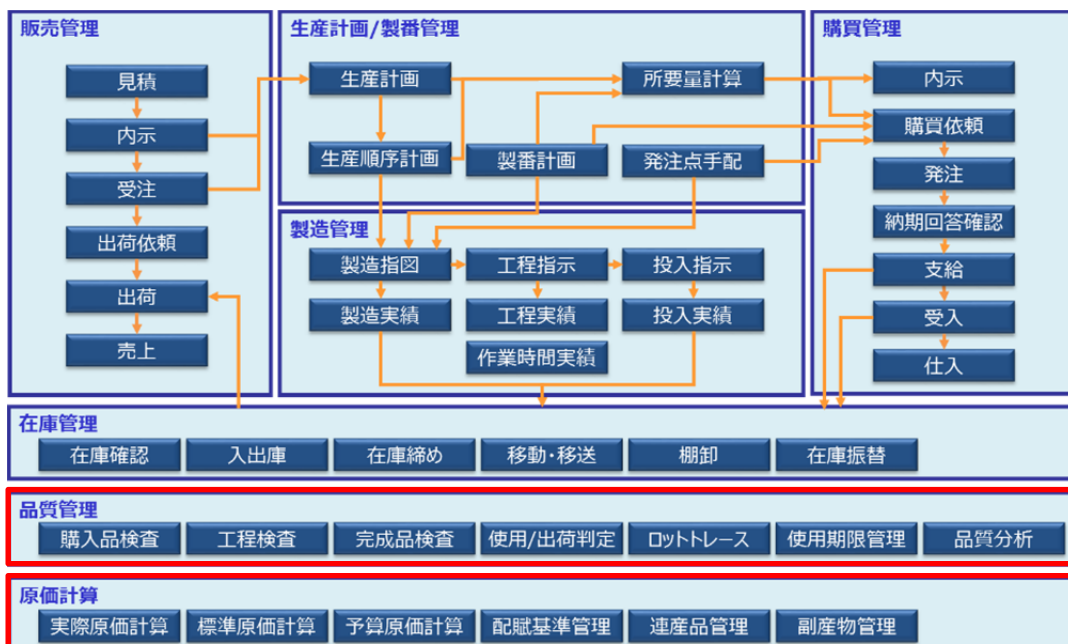 販売管理
見積
内示
受注
出荷依頼
出荷
売上
生産計画/製番管理
生産計画
所要量計算
生産順序計画
製番計画
発注点手配
製造管理
製造指図
工程指示
投入指示
製造実績
工程実績
投入実績
作業時間実績
購買管理
内示
購買依頼
発注
納期回答確認
支給
受入
仕入
在庫管理
在庫確認
入出庫
在庫締め
移動・移送
棚卸
在庫振替
品質管理
購入品検査
工程検査
完成品検査
使用/出荷判定
ロットトレース
使用期限管理
品質分析
原価計算
実際原価計算
標準原価計算
予算原価計算
配賦基準管理
連産品管理
副産物管理